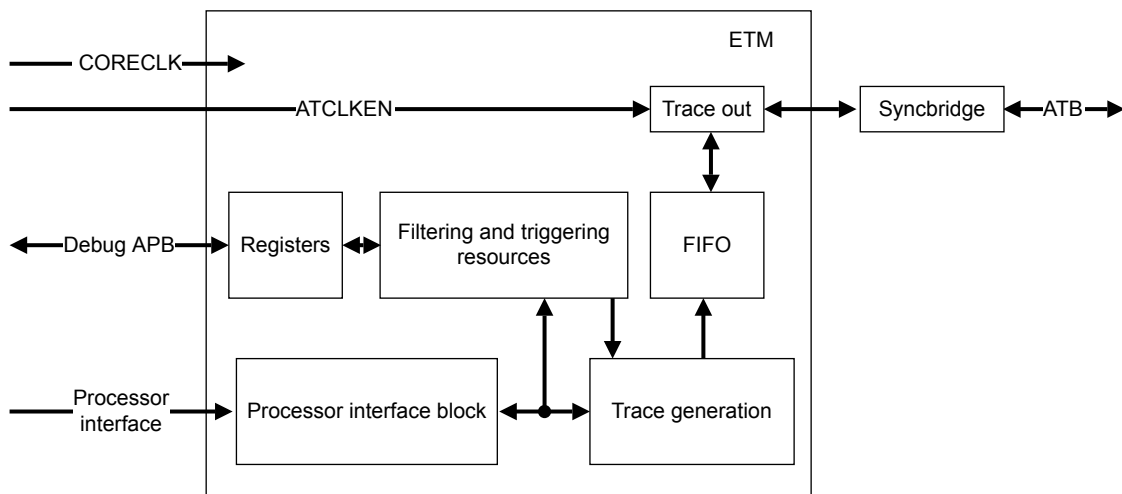 ETM
CORECLK
ATCLKEN
Trace out
Syncbridge
ATB
Debug APB
Registers
Filtering and triggering
resources
FIFO
Processor
interface
Processor interface block
Trace generation